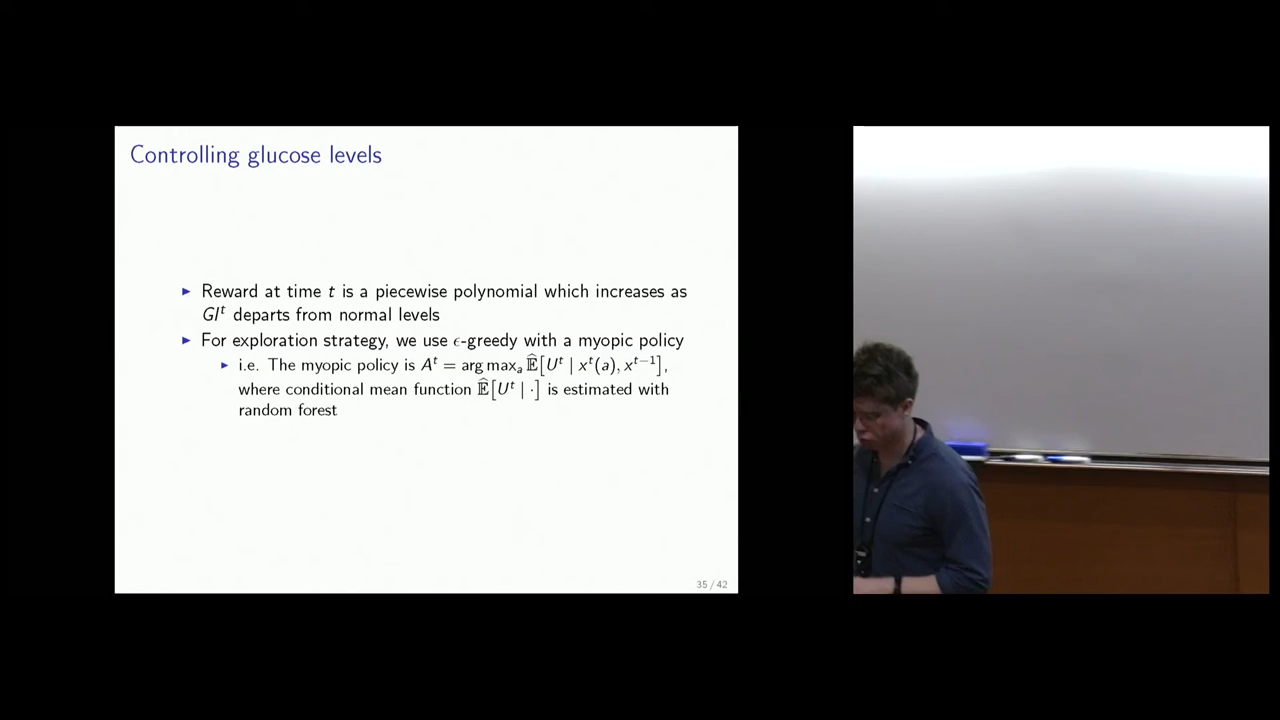 Controlling glucose levels
▶ Reward at time t is a piecewise polynomial which increases as
Gl^t departs from normal levels
▶ For exploration strategy, we use ϵ-greedy with a myopic policy
▶ i.e. The myopic policy is A^t = arg max_a 𝔼̂[U^t | x^t(a), x^{t−1}],
where conditional mean function 𝔼̂[U^t | ·] is estimated with
random forest
35 / 42